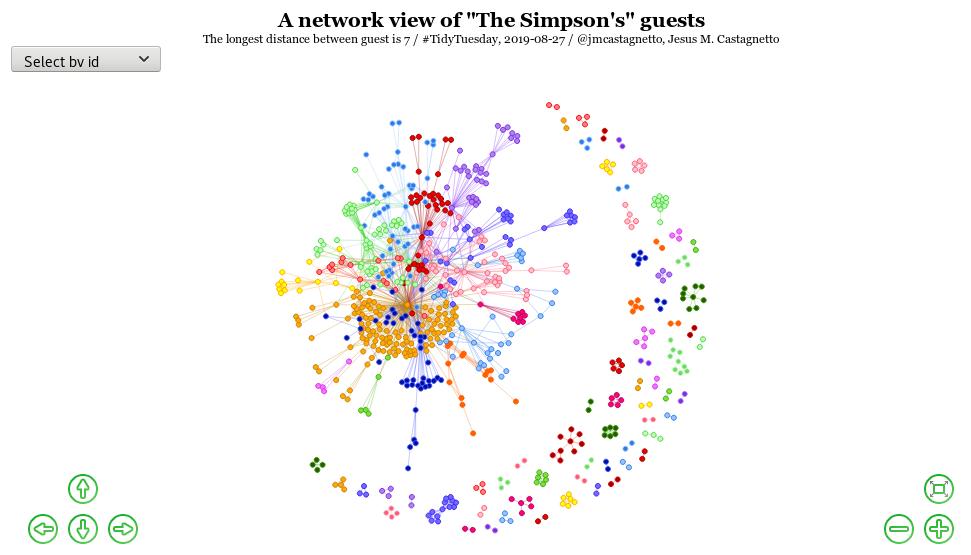 A network view of "The Simpson's" guests
The longest distance between guest is 7 / #TidyTuesday, 2019-08-27 / @jmcastagnetto, Jesus M. Castagnetto
Select by id